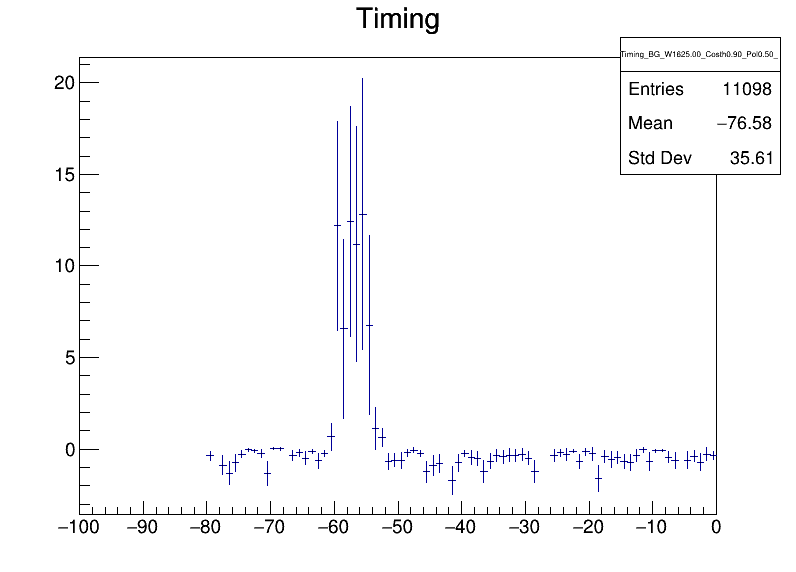 Timing
Timing_BG_W1625.00_Costh0.90_Pol0.50_
Entries 11098
Mean −76.58
Std Dev 35.61
20
15
10
5
0
−100 −90 −80 −70 −60 −50 −40 −30 −20 −10 0